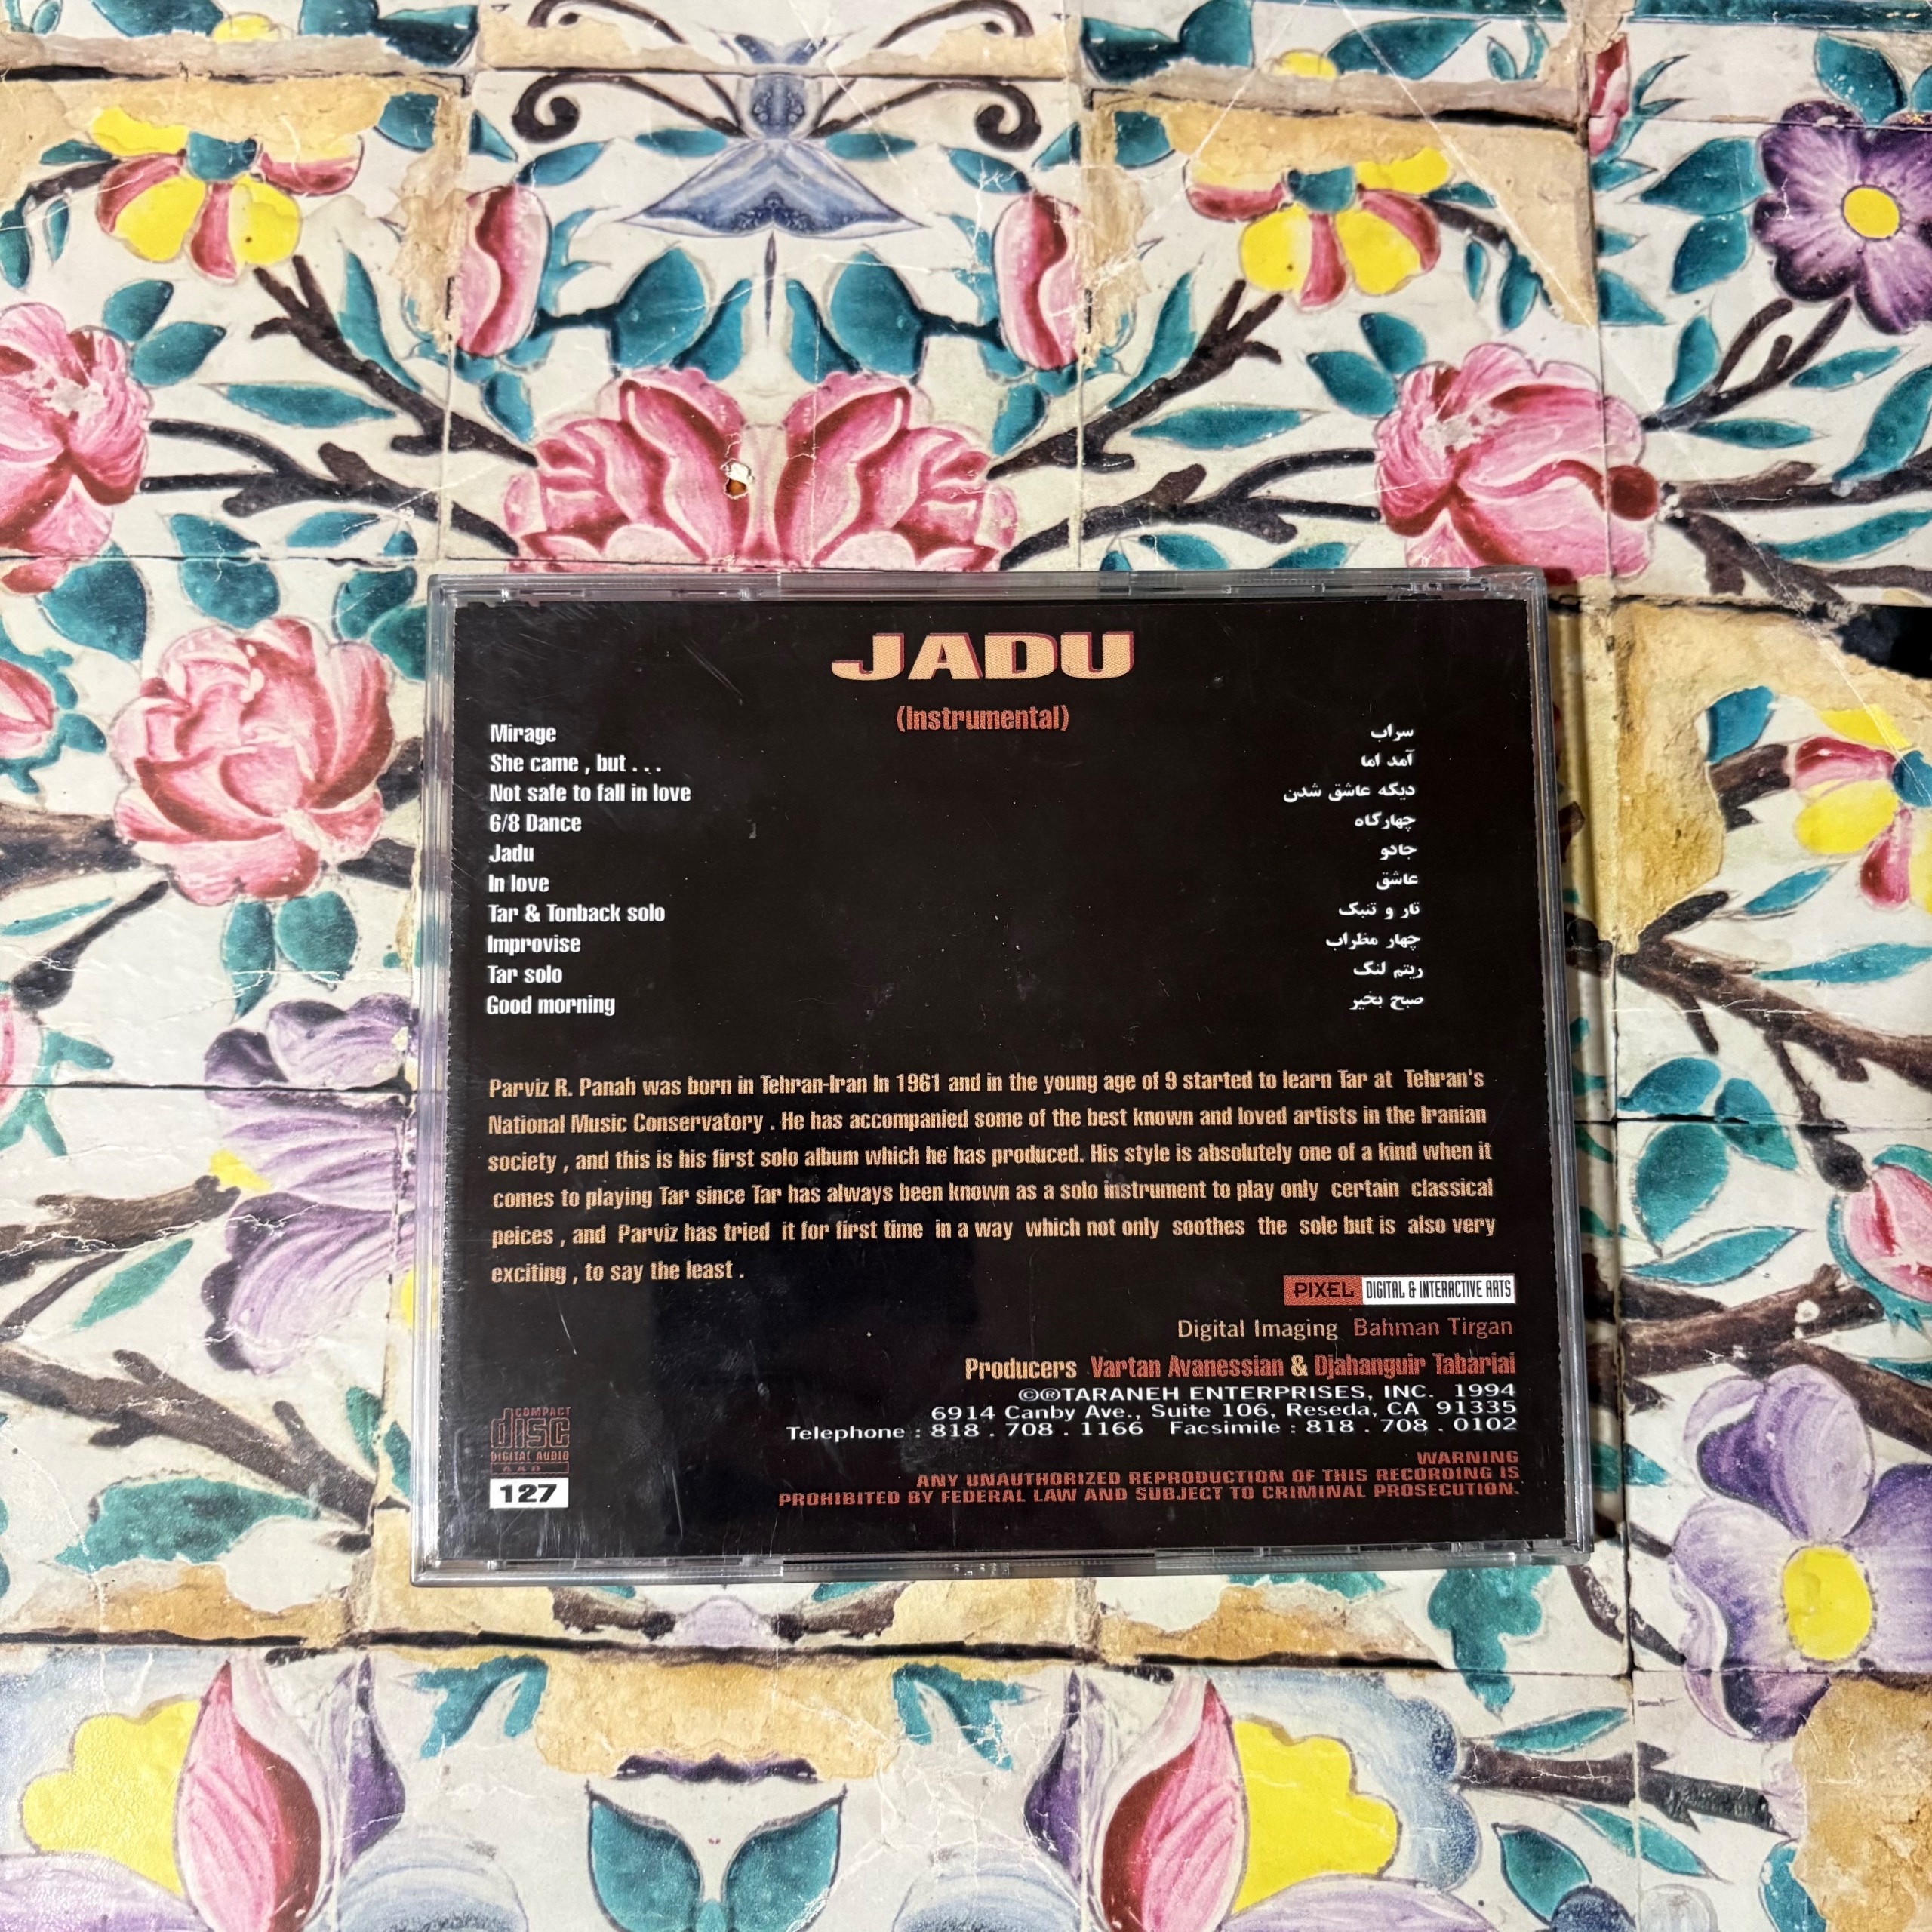 JADU
(Instrumental)
Mirage سراب
She came , but . . . آمد اما
Not safe to fall in love دیگه عاشق شدن
6/8 Dance چهارگاه
Jadu جادو
In love عاشق
Tar & Tonback solo تار و تنبک
Improvise چهار مظراب
Tar solo ریتم لنگ
Good morning صبح بخیر
Parviz R. Panah was born in Tehran-Iran In 1961 and in the young age of 9 started to learn Tar at Tehran's
National Music Conservatory . He has accompanied some of the best known and loved artists in the Iranian
society , and this is his first solo album which he has produced. His style is absolutely one of a kind when it
comes to playing Tar since Tar has always been known as a solo instrument to play only certain classical
peices , and Parviz has tried it for first time in a way which not only soothes the sole but is also very
exciting , to say the least .
PIXEL DIGITAL & INTERACTIVE ARTS
Digital Imaging Bahman Tirgan
Producers Vartan Avanessian & Djahanguir Tabariai
©®TARANEH ENTERPRISES, INC. 1994
6914 Canby Ave., Suite 106, Reseda, CA 91335
Telephone : 818 . 708 . 1166 Facsimile : 818 . 708 . 0102
WARNING
ANY UNAUTHORIZED REPRODUCTION OF THIS RECORDING IS
PROHIBITED BY FEDERAL LAW AND SUBJECT TO CRIMINAL PROSECUTION.
COMPACT
disc
DIGITAL AUDIO
127